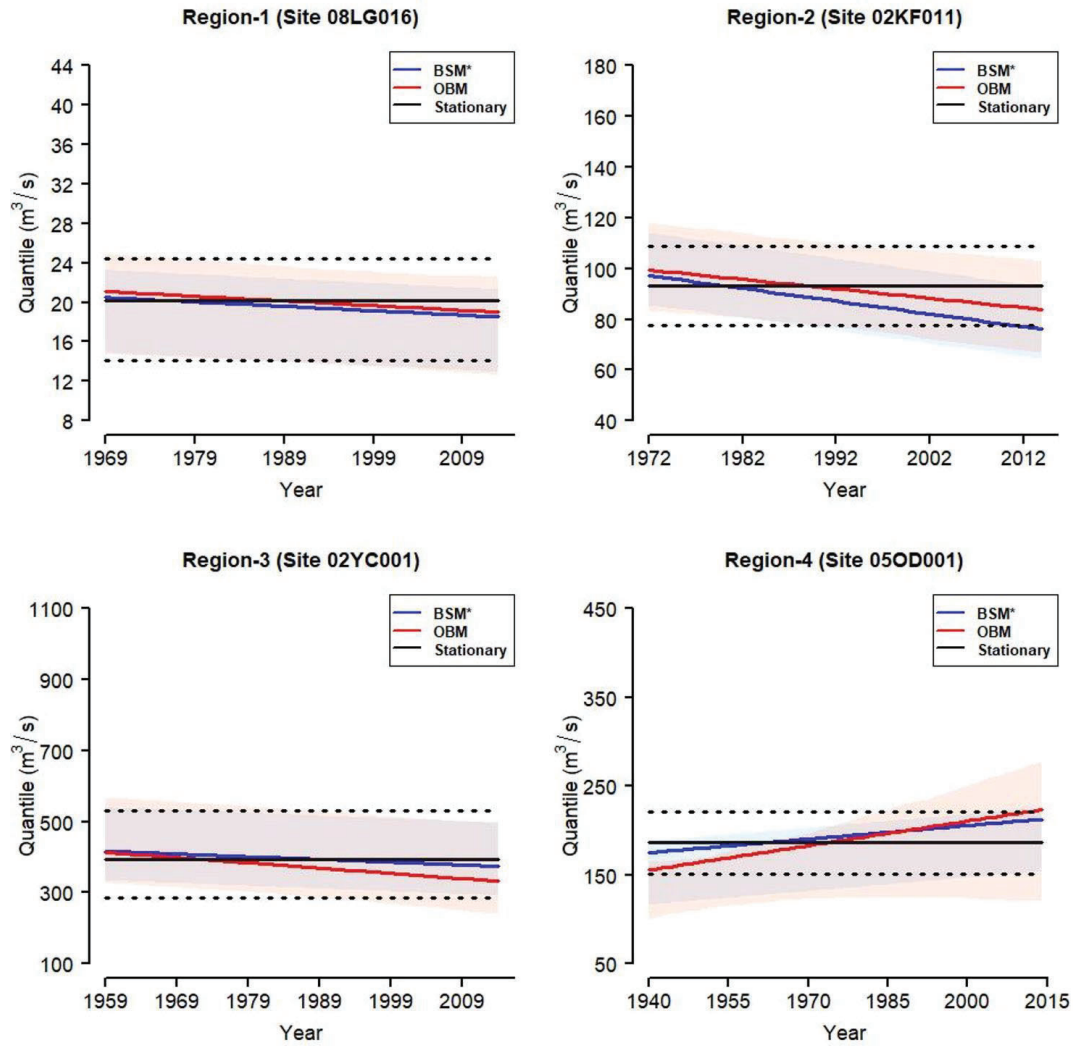 Region-1 (Site 08LG016)
BSM*
OBM
Stationary
Quantile (m³/s)
44
40
36
32
28
24
20
16
12
8
1969 1979 1989 1999 2009
Year
Region-2 (Site 02KF011)
BSM*
OBM
Stationary
Quantile (m³/s)
180
160
140
120
100
80
60
40
1972 1982 1992 2002 2012
Year
Region-3 (Site 02YC001)
BSM*
OBM
Stationary
Quantile (m³/s)
1100
900
700
500
300
100
1959 1969 1979 1989 1999 2009
Year
Region-4 (Site 05OD001)
BSM*
OBM
Stationary
Quantile (m³/s)
450
350
250
150
50
1940 1955 1970 1985 2000 2015
Year